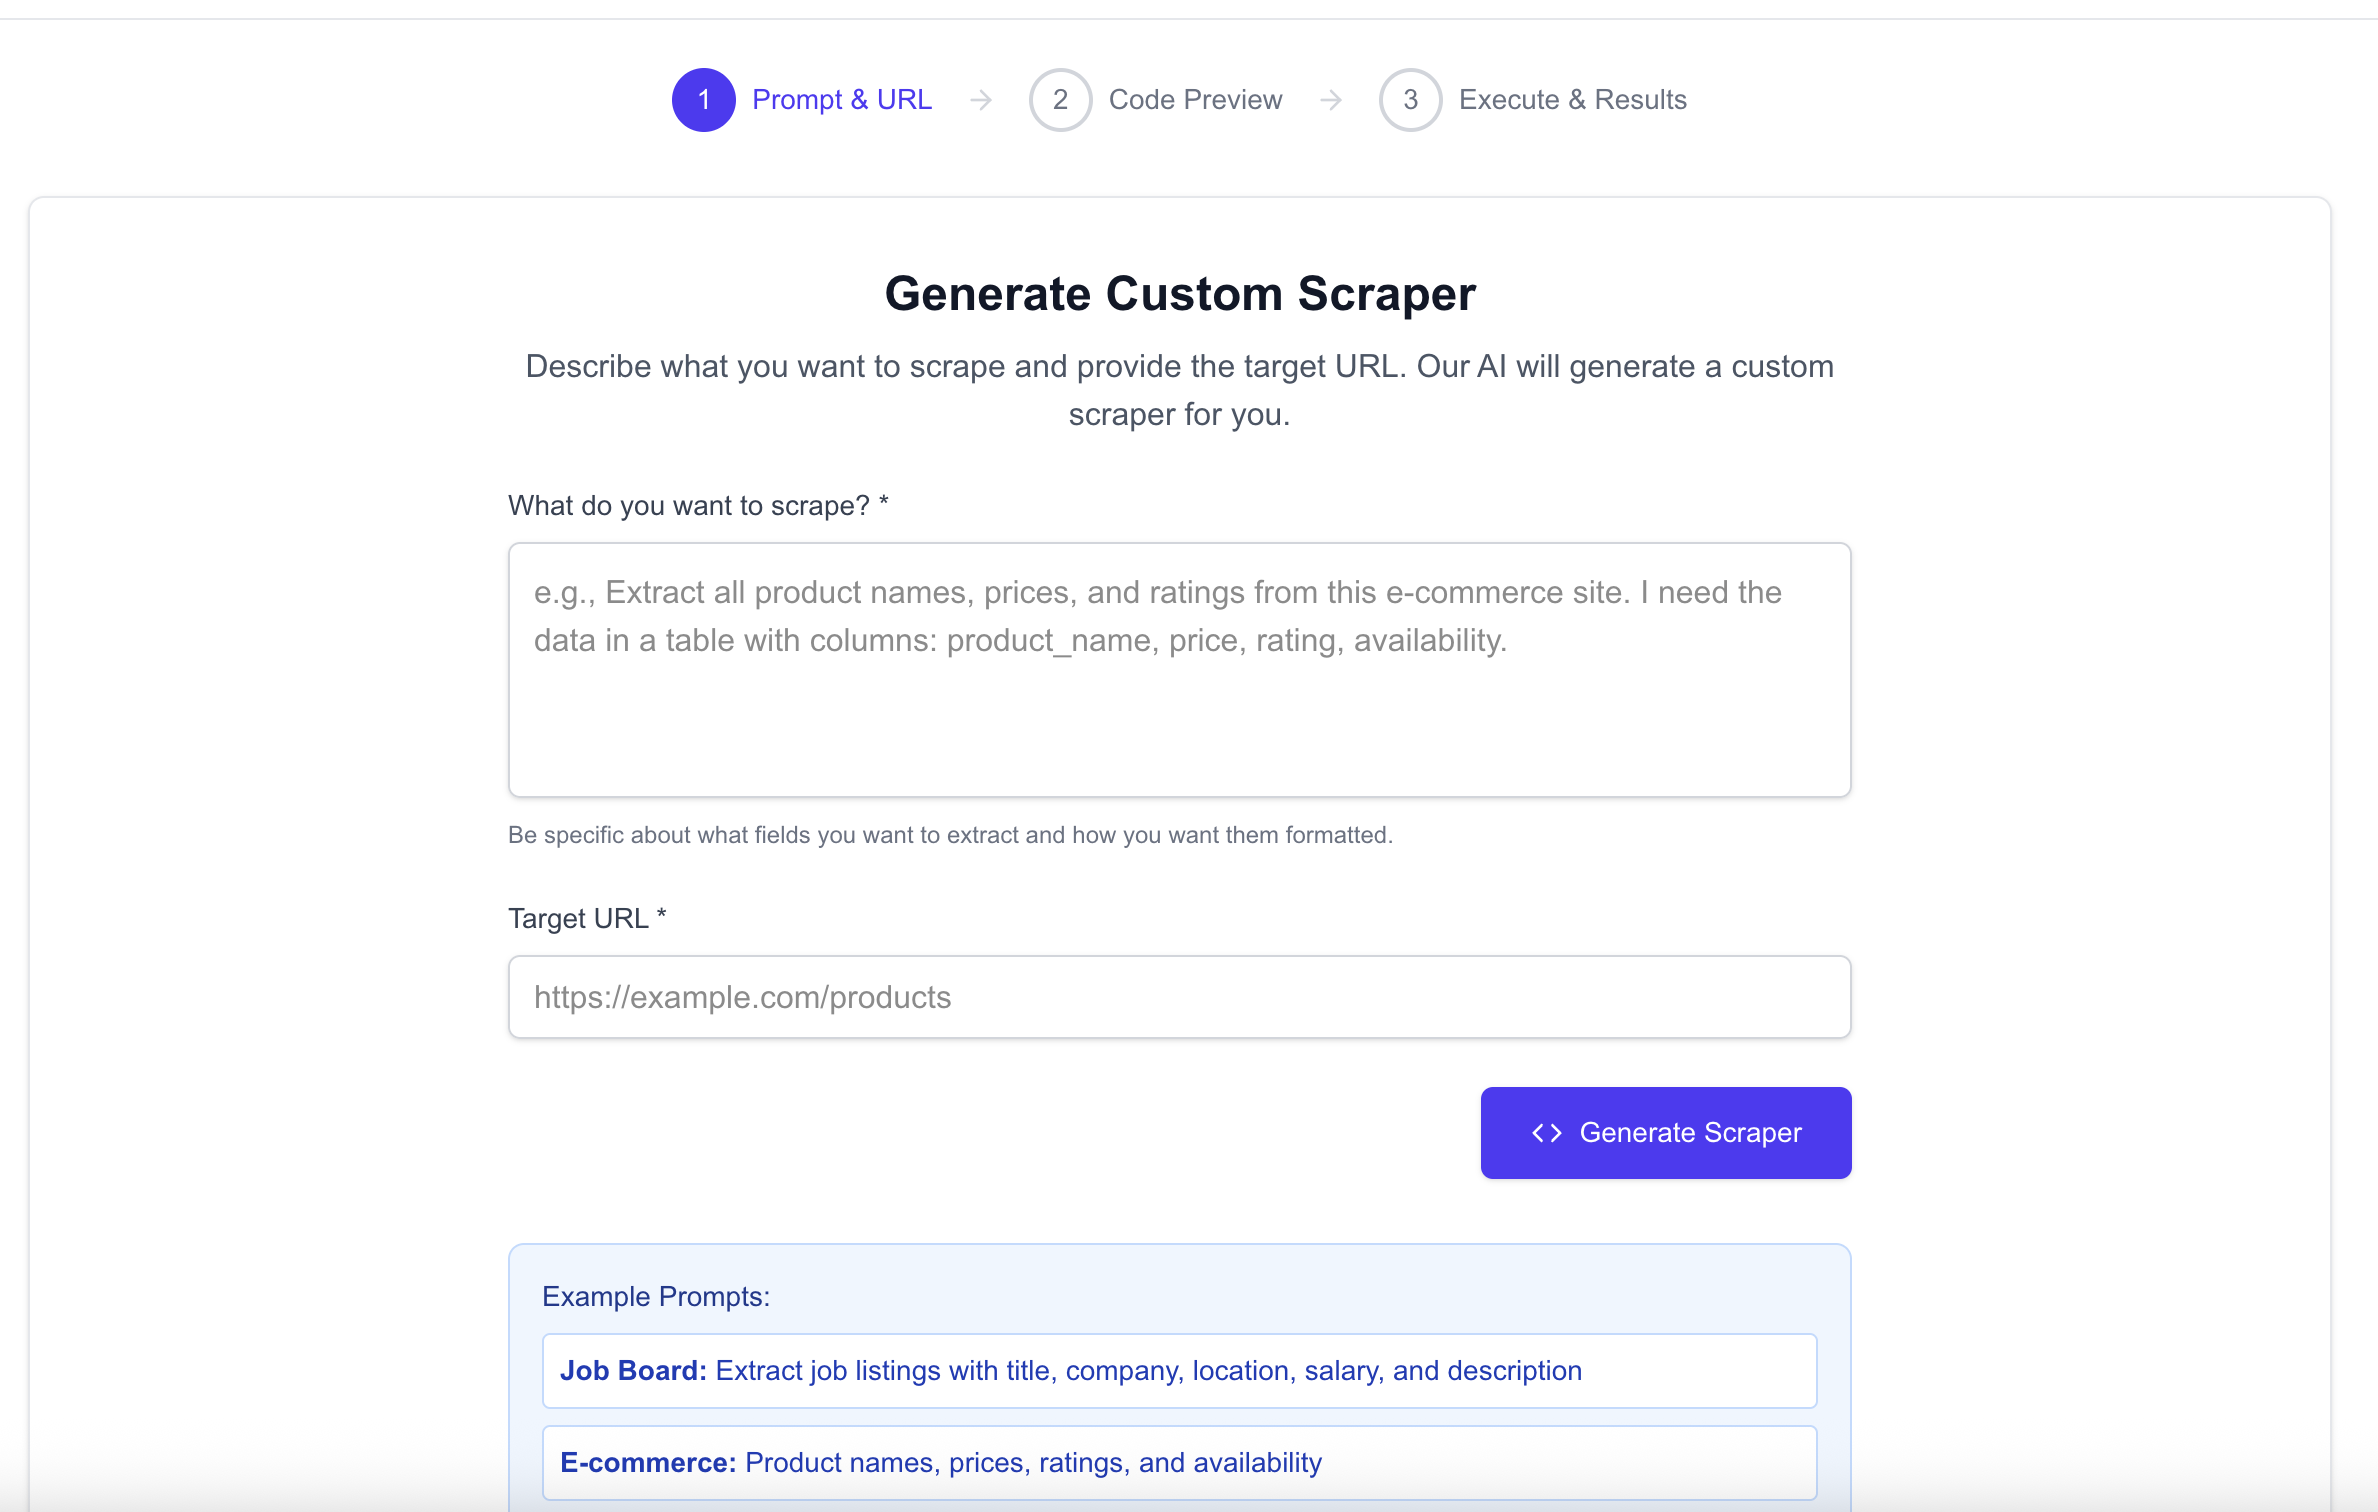 1 Prompt & URL → 2 Code Preview → 3 Execute & Results
Generate Custom Scraper
Describe what you want to scrape and provide the target URL. Our AI will generate a custom
scraper for you.
What do you want to scrape? *
e.g., Extract all product names, prices, and ratings from this e-commerce site. I need the
data in a table with columns: product_name, price, rating, availability.
Be specific about what fields you want to extract and how you want them formatted.
Target URL *
https://example.com/products
<> Generate Scraper
Example Prompts:
Job Board: Extract job listings with title, company, location, salary, and description
E-commerce: Product names, prices, ratings, and availability